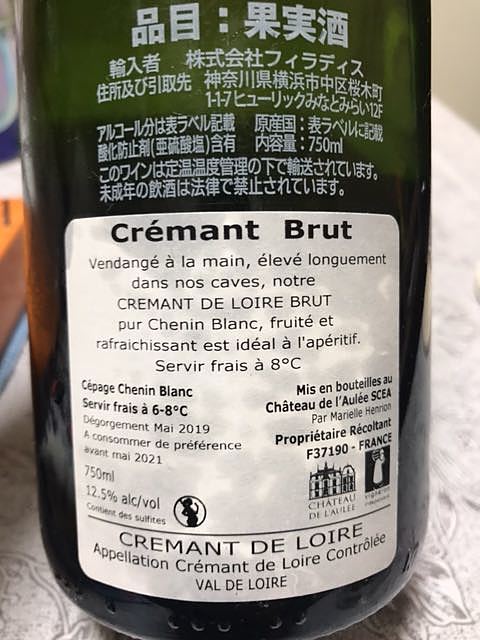 品目：果実酒
輸入者 株式会社フィラディス
住所及び引取先 神奈川県横浜市中区桜木町
1-1-7ヒューリックみなとみらい12F
アルコール分は表ラベルに記載 原産国：表ラベルに記載
酸化防止剤(亜硫酸塩)含有 内容量：750ml
このワインは定温温度管理の下で輸送されています。
未成年の飲酒は法律で禁止されています。
Crémant Brut
Vendangé à la main, élevé longuement
dans nos caves, notre
CREMANT DE LOIRE BRUT
pur Chenin Blanc, fruité et
rafraichissant est idéal à l'apéritif.
Servir frais à 8°C
Cépage Chenin Blanc
Servir frais à 6-8°C
Dégorgement Mai 2019
A consommer de préférence
avant mai 2021
750ml
12.5% alc/vol
Contient des sulfites
Mis en bouteilles au
Château de l'Aulée SCEA
Par Marielle Henrion
Propriétaire Récoltant
F37190 - FRANCE
CHÂTEAU
DE L'AULÉE
CREMANT DE LOIRE
Appellation Crémant de Loire Contrôlée
VAL DE LOIRE